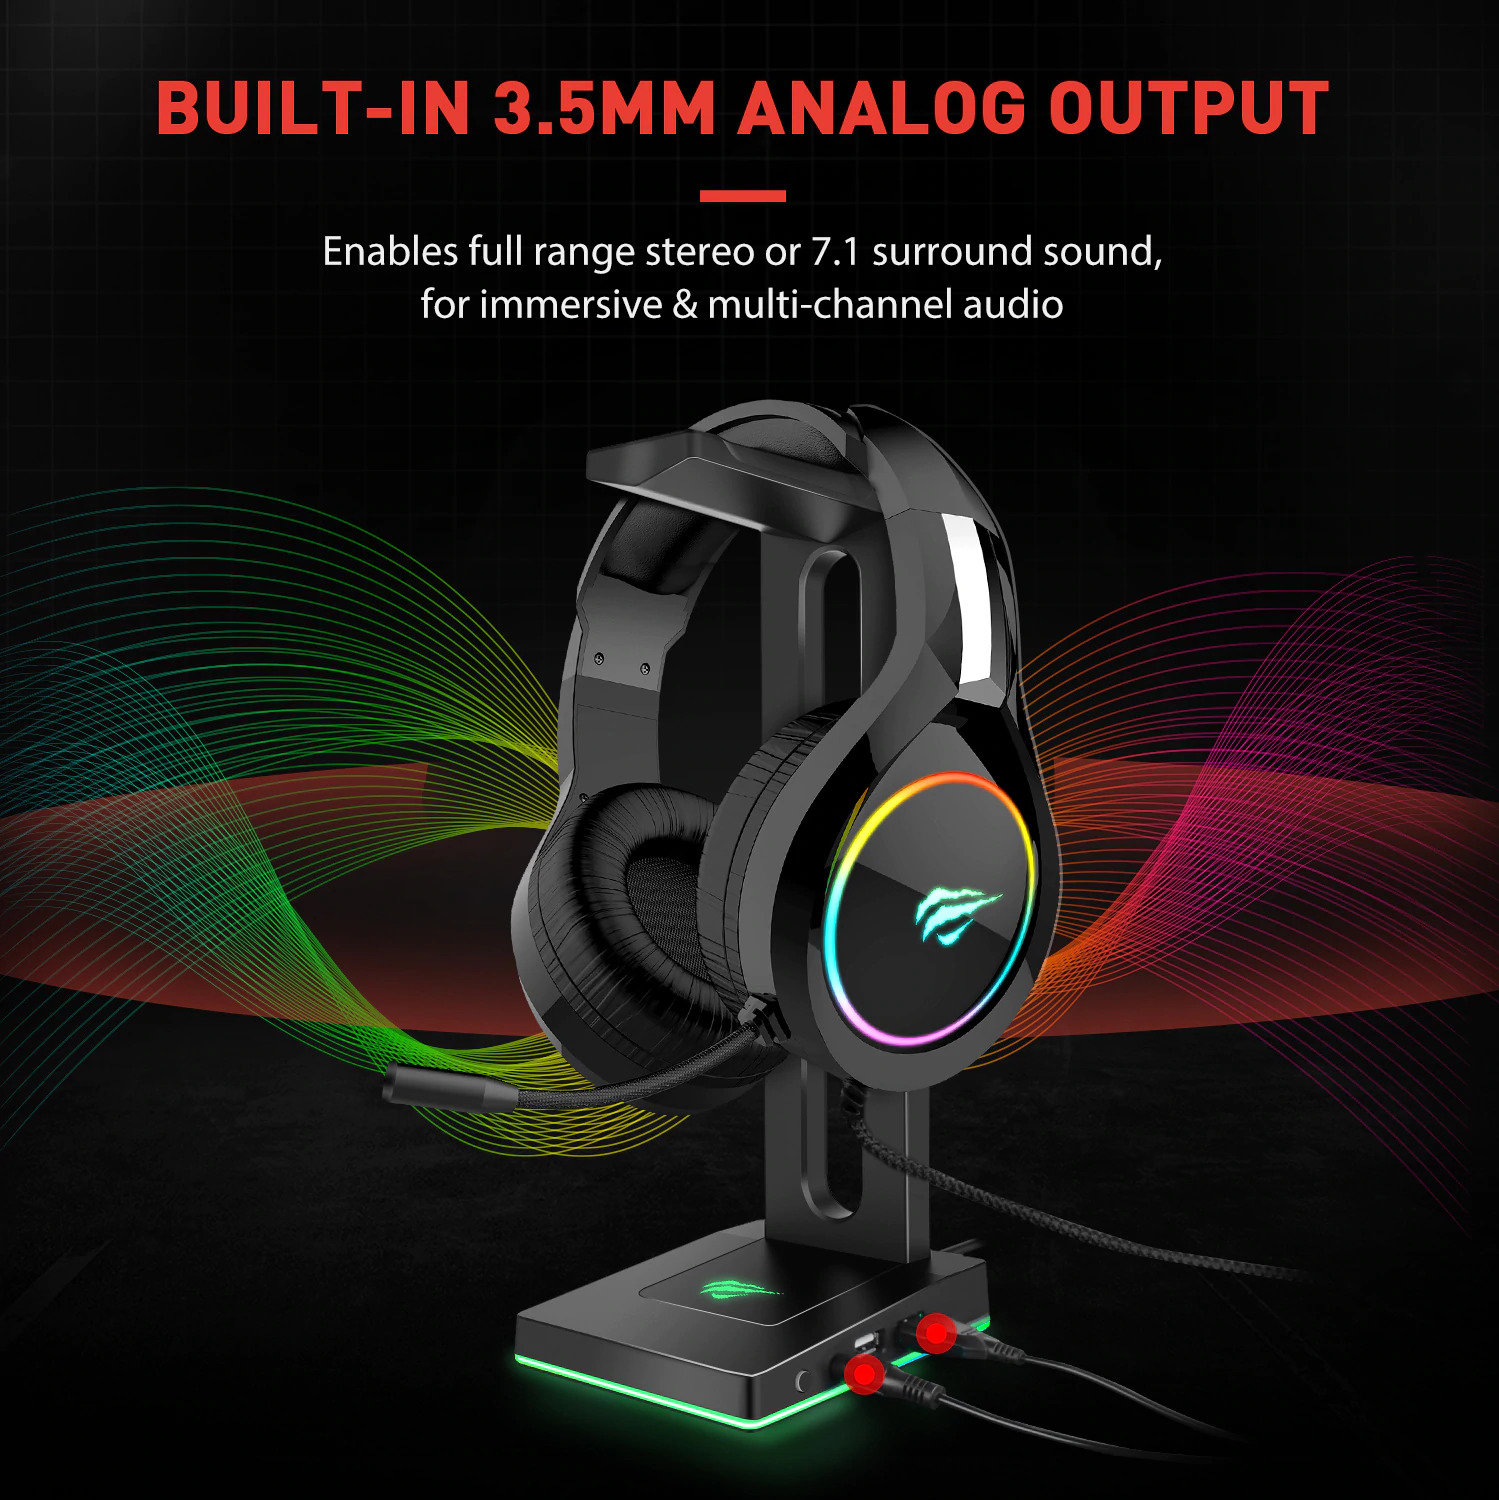 BUILT-IN 3.5MM ANALOG OUTPUT
Enables full range stereo or 7.1 surround sound,
for immersive & multi-channel audio